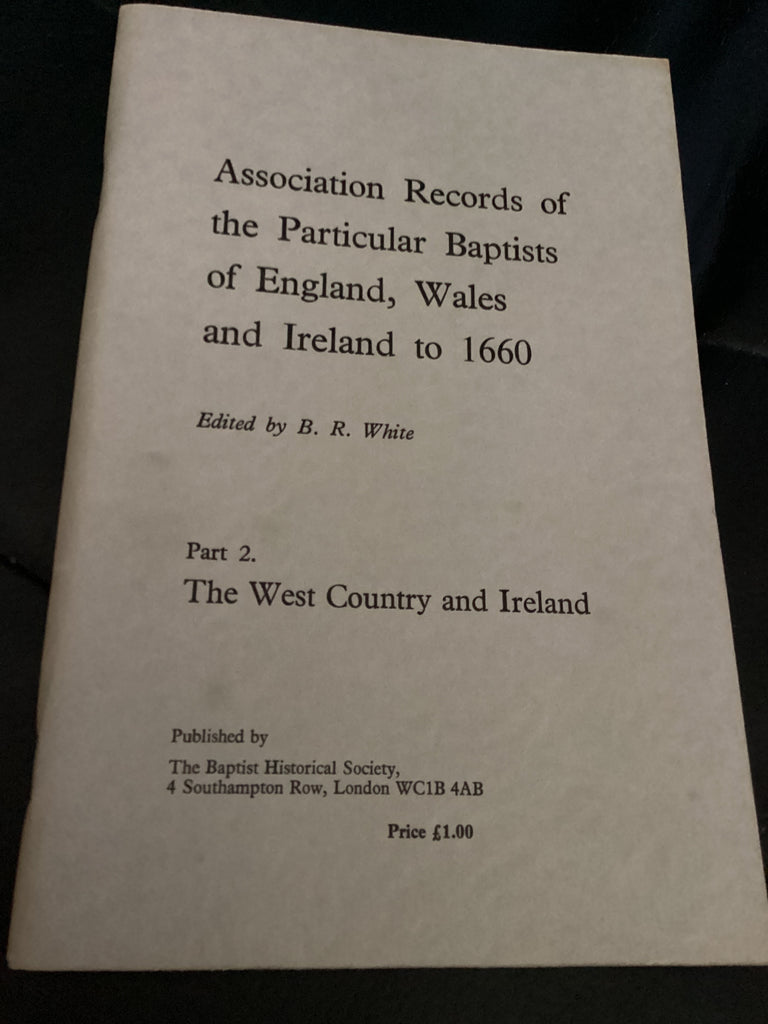 Association Records of
the Particular Baptists
of England, Wales
and Ireland to 1660
Edited by B. R. White
Part 2.
The West Country and Ireland
Published by
The Baptist Historical Society,
4 Southampton Row, London WC1B 4AB
Price £1.00